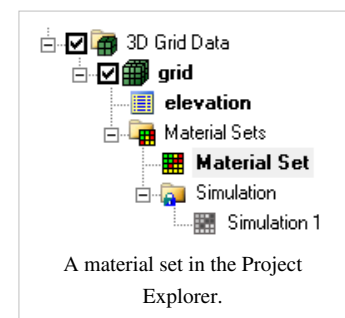 3D Grid Data
grid
elevation
Material Sets
Material Set
Simulation
Simulation 1
A material set in the Project
Explorer.